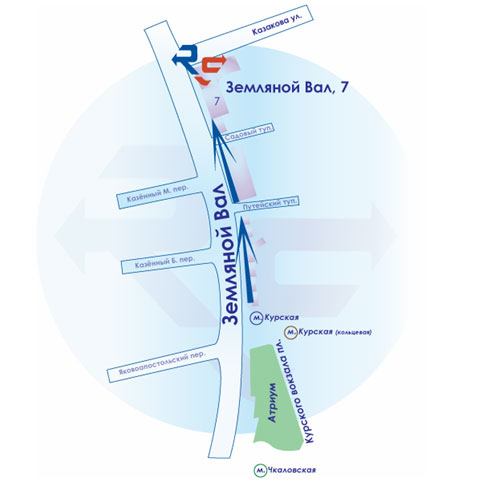 Казакова ул.
Земляной Вал, 7
7
Садовый туп.
Казённый М. пер.
Путейский туп.
Земляной Вал
Казённый Б. пер.
м. Курская
м. Курская (кольцевая)
Яковоапостольский пер.
Атриум
Курского вокзала пл.
м. Чкаловская